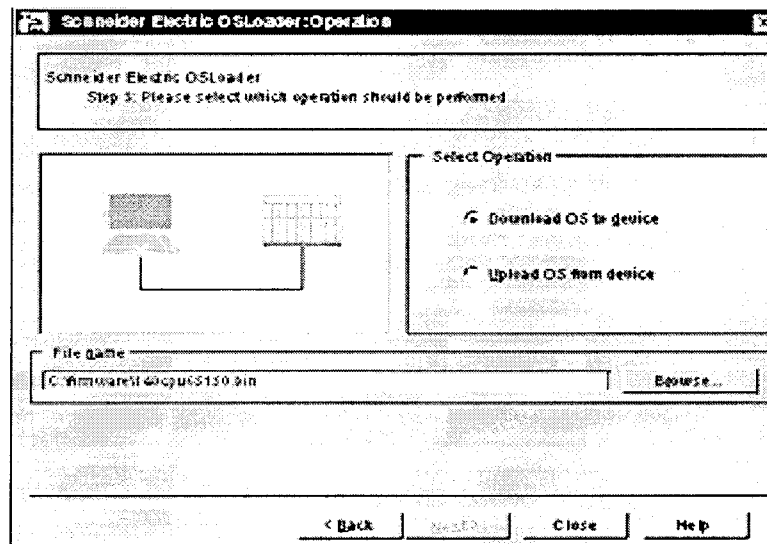 Schneider Electric OSLoader:Operation
Schneider Electric OSLoader
Step 3: Please select which operation should be performed
Select Operation
Download OS to device
Upload OS from device
File name
Browse...
< Back
Next >
Close
Help